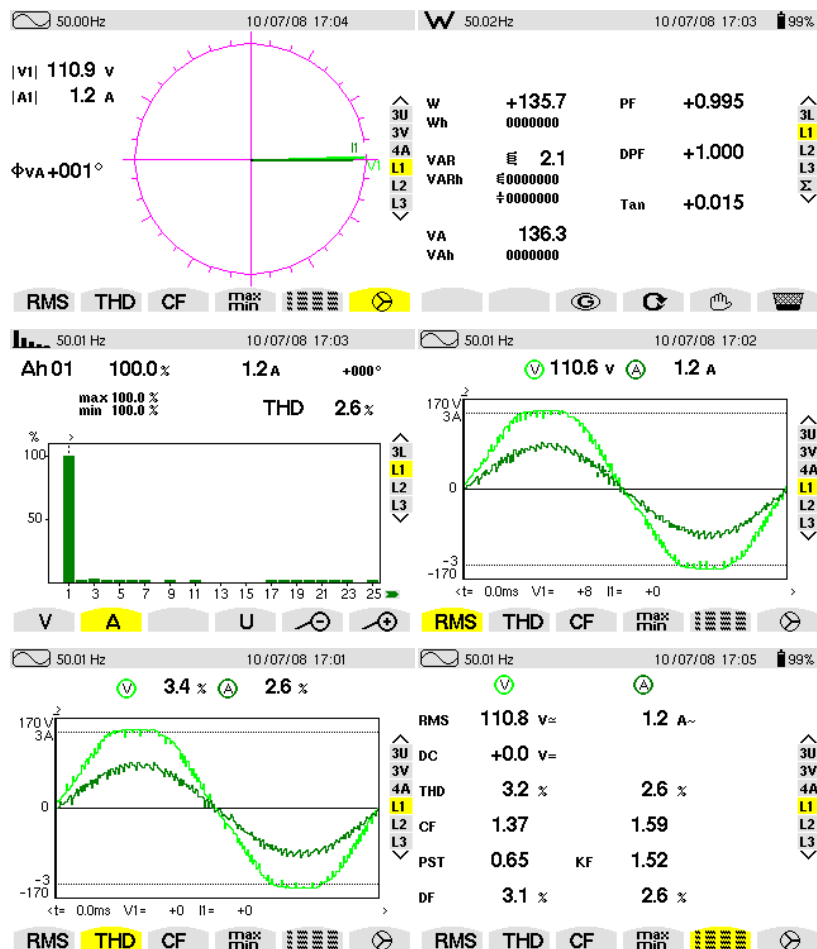 50.00Hz 10/07/08 17:04
|V1| 110.9 V
|A1| 1.2 A
3U
3V
4A
L1
L2
L3
I1
V1
ΦVA +001°
RMS THD CF max min
W 50.02Hz 10/07/08 17:03 99%
W +135.7 PF +0.995
Wh 0000000
VAR 2.1 DPF +1.000
VARh 0000000
0000000 Tan +0.015
VA 136.3
VAh 0000000
3L
L1
L2
L3
Σ
G
50.01 Hz 10/07/08 17:03
Ah 01 100.0 % 1.2 A +000°
max 100.0 %
min 100.0 % THD 2.6 %
%
100
50
1 3 5 7 9 11 13 15 17 19 21 23 25
3L
L1
L2
L3
V A U
50.01 Hz 10/07/08 17:02
V 110.6 V A 1.2 A
170 V
3A
0
-3
-170
t= 0.0ms V1= +8 I1= +0
3U
3V
4A
L1
L2
L3
RMS THD CF max min
50.01 Hz 10/07/08 17:01
V 3.4 % A 2.6 %
170 V
3A
0
-3
-170
t= 0.0ms V1= +0 I1= +0
3U
3V
4A
L1
L2
L3
RMS THD CF max min
50.01 Hz 10/07/08 17:05 99%
V A
RMS 110.8 V≃ 1.2 A~
DC +0.0 V=
THD 3.2 % 2.6 %
CF 1.37 1.59
PST 0.65 KF 1.52
DF 3.1 % 2.6 %
3U
3V
4A
L1
L2
L3
RMS THD CF max min